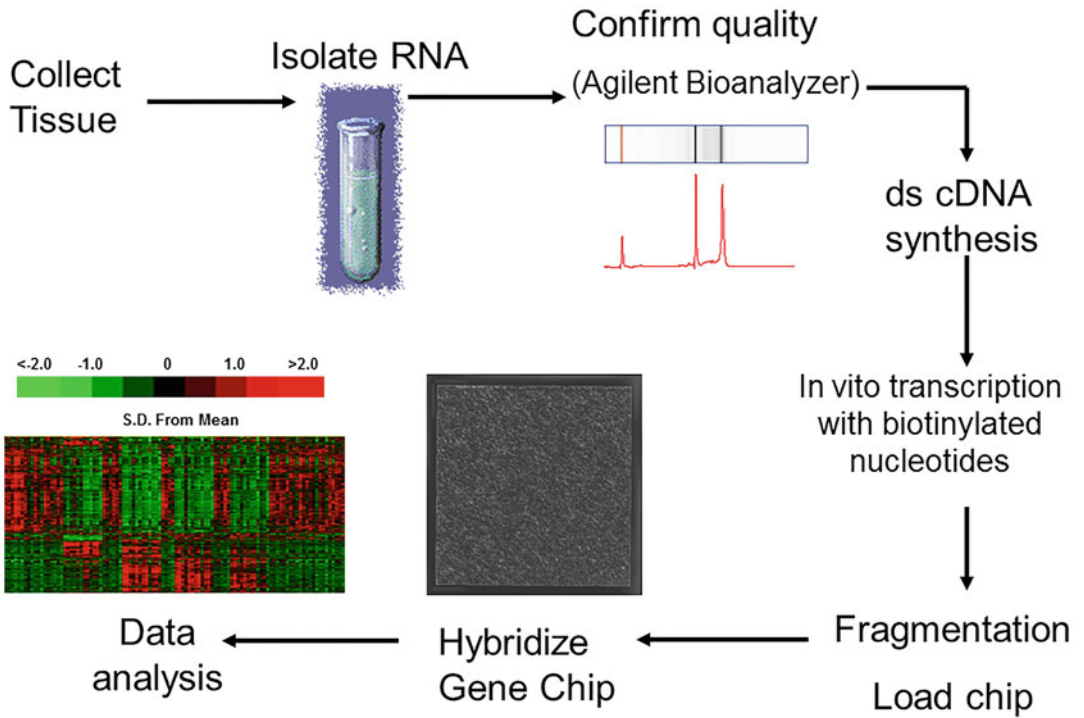 Collect
Tissue
Isolate RNA
Confirm quality
(Agilent Bioanalyzer)
ds cDNA
synthesis
In vito transcription
with biotinylated
nucleotides
Fragmentation
Load chip
Hybridize
Gene Chip
Data
analysis
<-2.0 -1.0 0 1.0 >2.0
S.D. From Mean